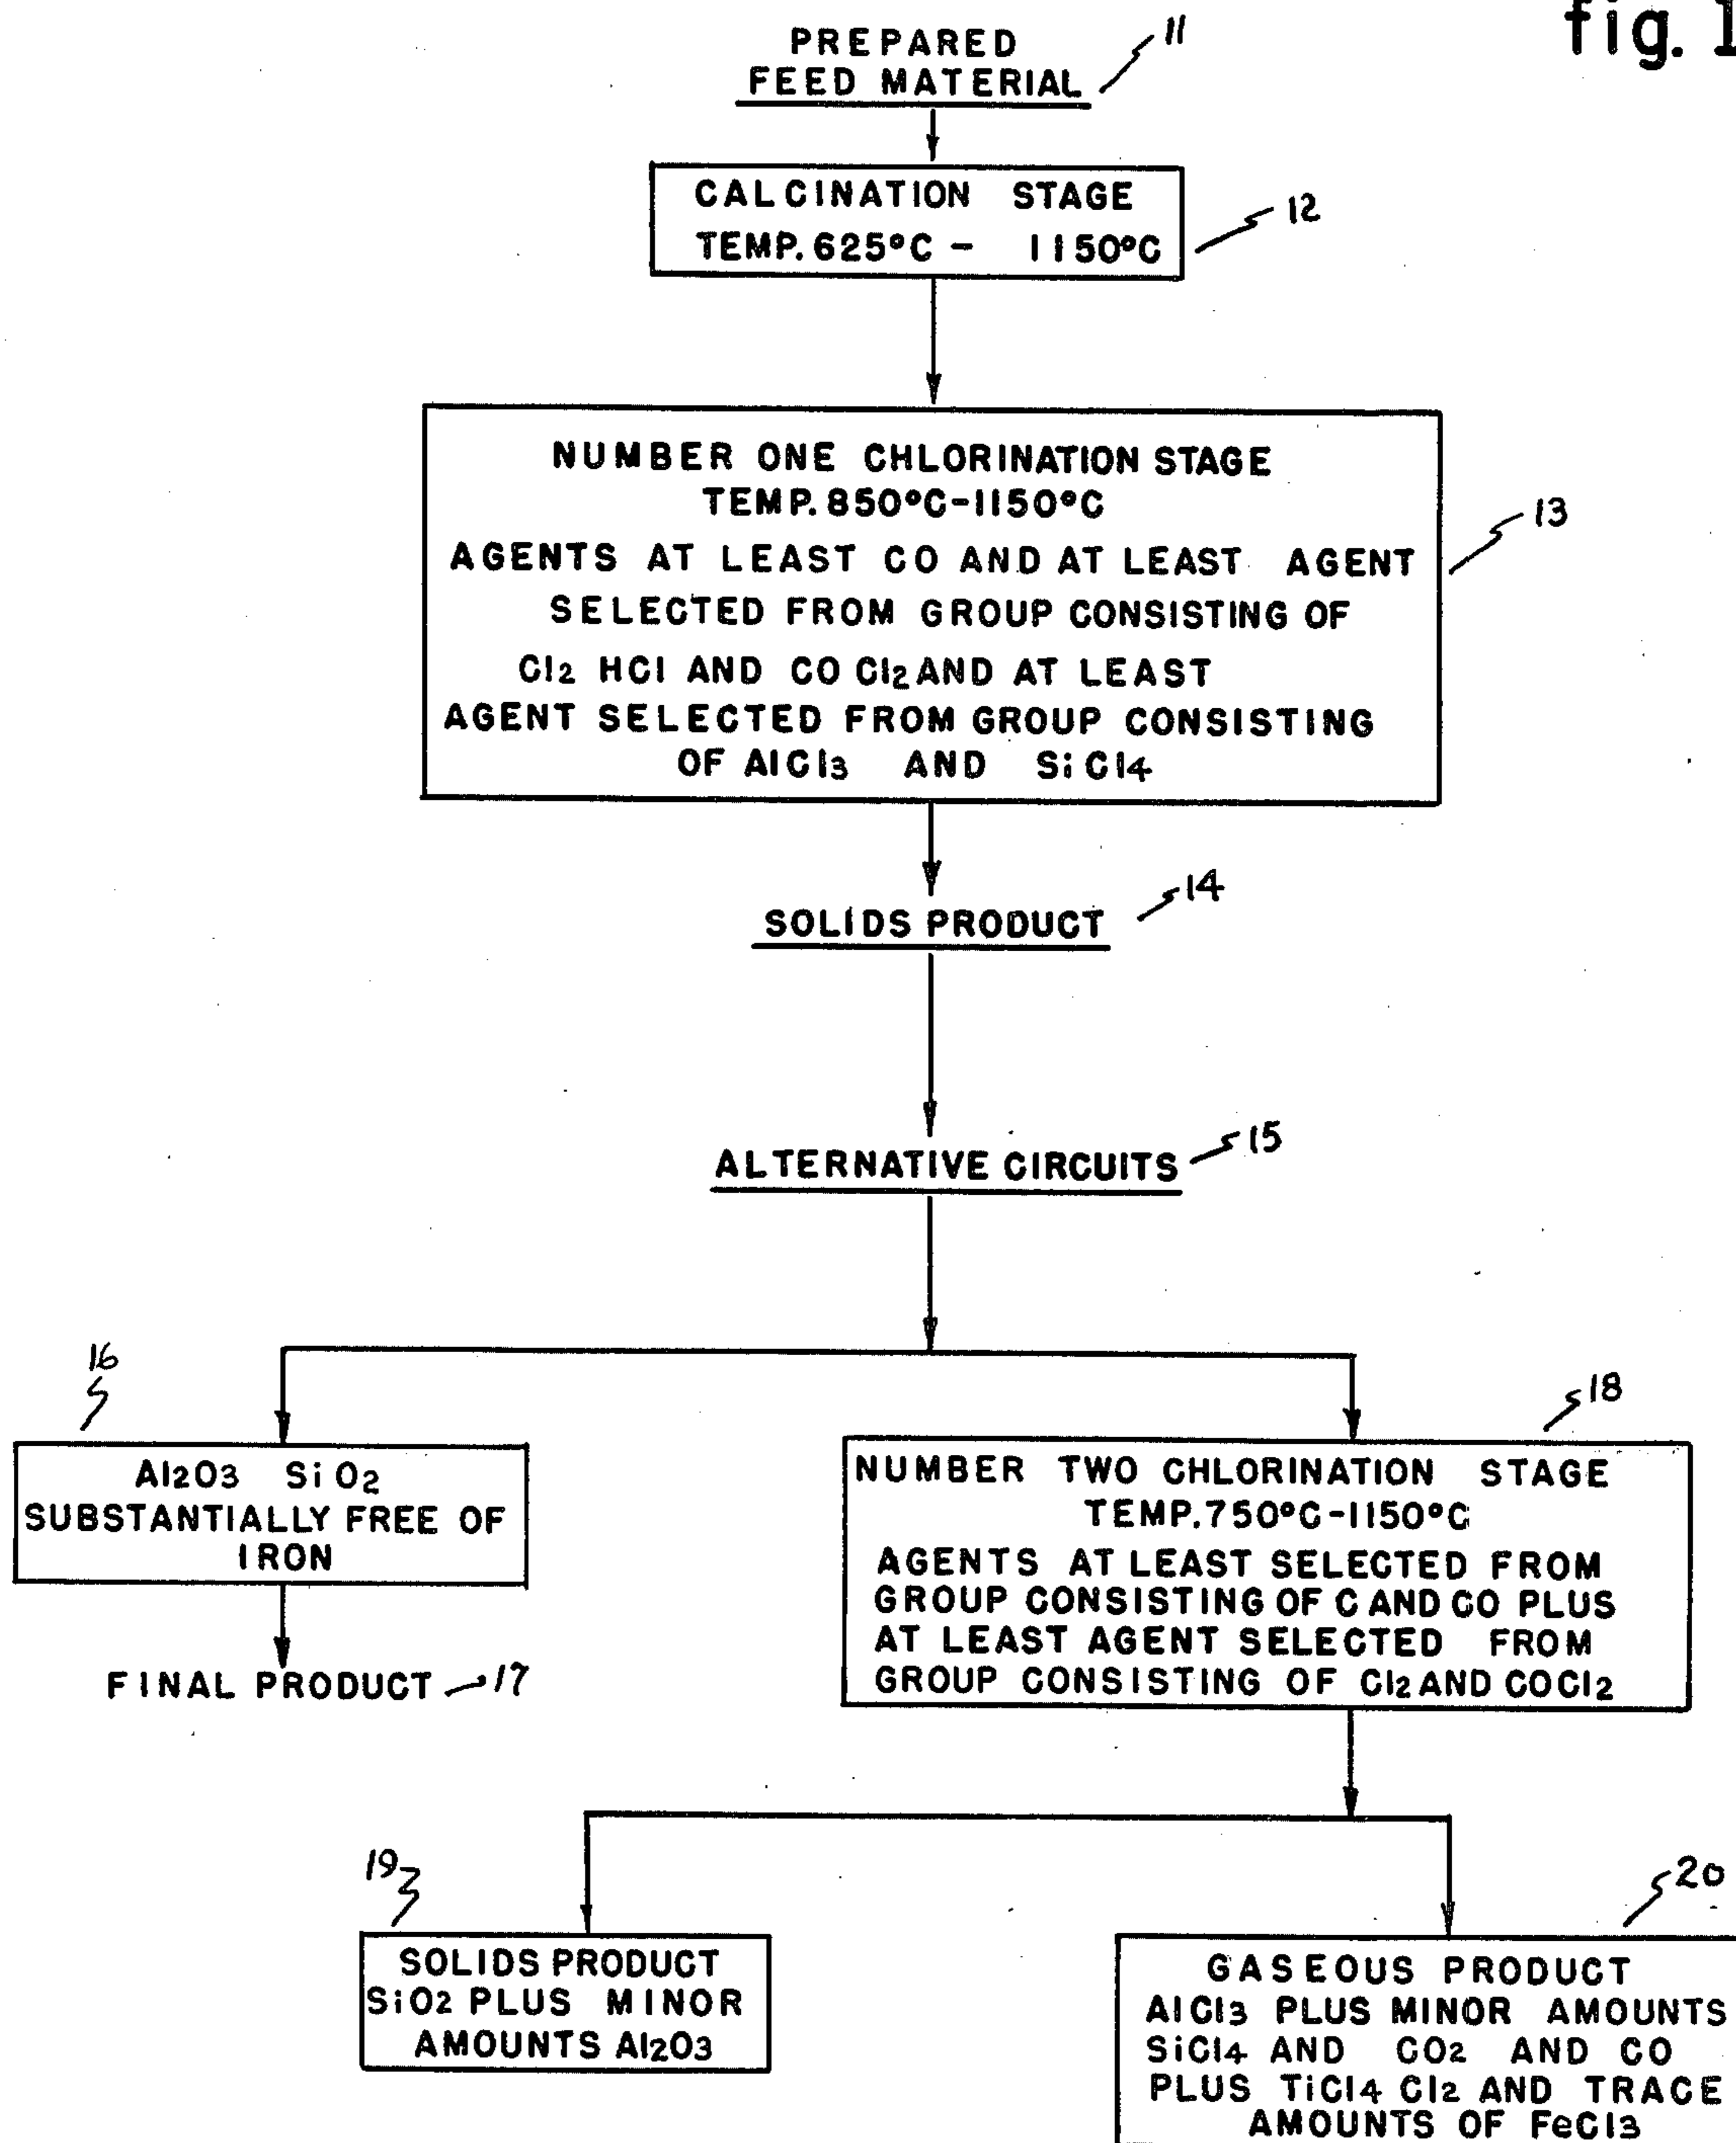 fig. 1
PREPARED 11
FEED MATERIAL
CALCINATION STAGE
TEMP. 625°C - 1150°C
12
NUMBER ONE CHLORINATION STAGE
TEMP. 850°C-1150°C
AGENTS AT LEAST CO AND AT LEAST AGENT
SELECTED FROM GROUP CONSISTING OF
Cl2 HCl AND CO Cl2 AND AT LEAST
AGENT SELECTED FROM GROUP CONSISTING
OF AlCl3 AND SiCl4
13
SOLIDS PRODUCT 14
ALTERNATIVE CIRCUITS 15
16
Al2O3 SiO2
SUBSTANTIALLY FREE OF
IRON
FINAL PRODUCT 17
18
NUMBER TWO CHLORINATION STAGE
TEMP. 750°C-1150°C
AGENTS AT LEAST SELECTED FROM
GROUP CONSISTING OF C AND CO PLUS
AT LEAST AGENT SELECTED FROM
GROUP CONSISTING OF Cl2 AND COCl2
19
SOLIDS PRODUCT
SiO2 PLUS MINOR
AMOUNTS Al2O3
20
GASEOUS PRODUCT
AlCl3 PLUS MINOR AMOUNTS
SiCl4 AND CO2 AND CO
PLUS TiCl4 Cl2 AND TRACE
AMOUNTS OF FeCl3